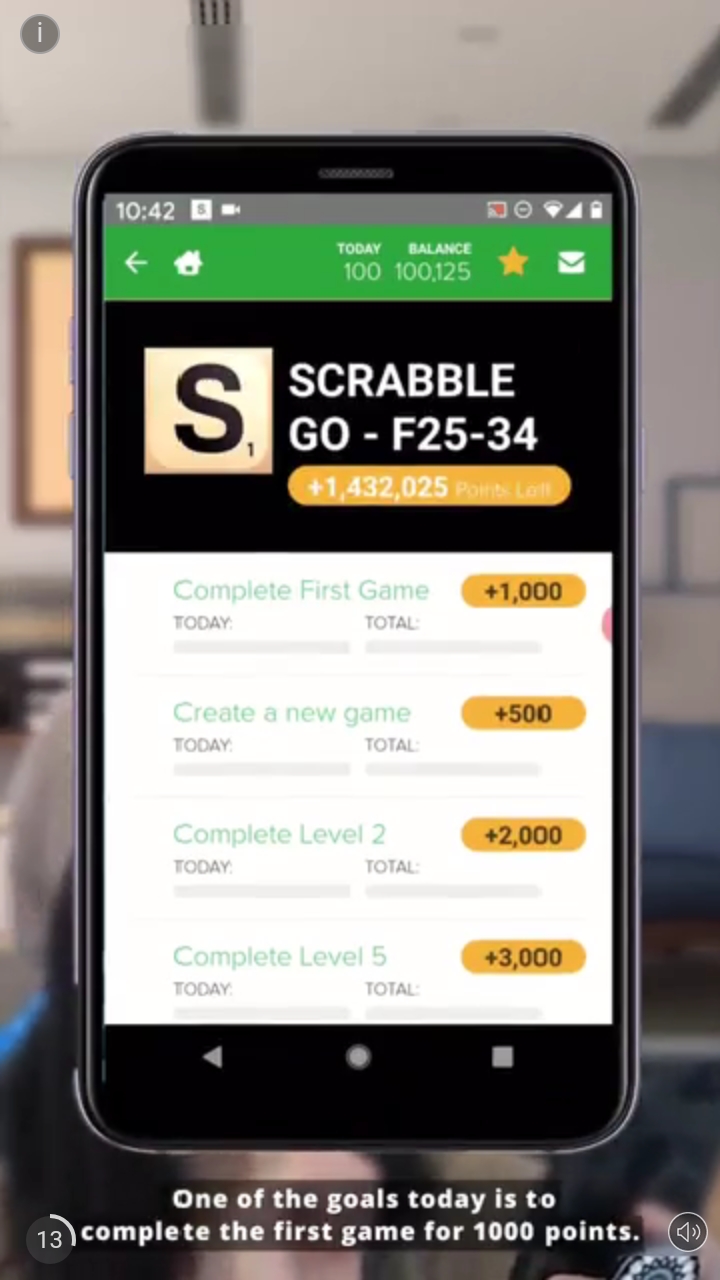 i
10:42 S
TODAY BALANCE
100 100,125
S1
SCRABBLE
GO - F25-34
+1,432,025 Points Left
Complete First Game +1,000
TODAY: TOTAL:
Create a new game +500
TODAY: TOTAL:
Complete Level 2 +2,000
TODAY: TOTAL:
Complete Level 5 +3,000
TODAY: TOTAL:
One of the goals today is to
complete the first game for 1000 points.
13